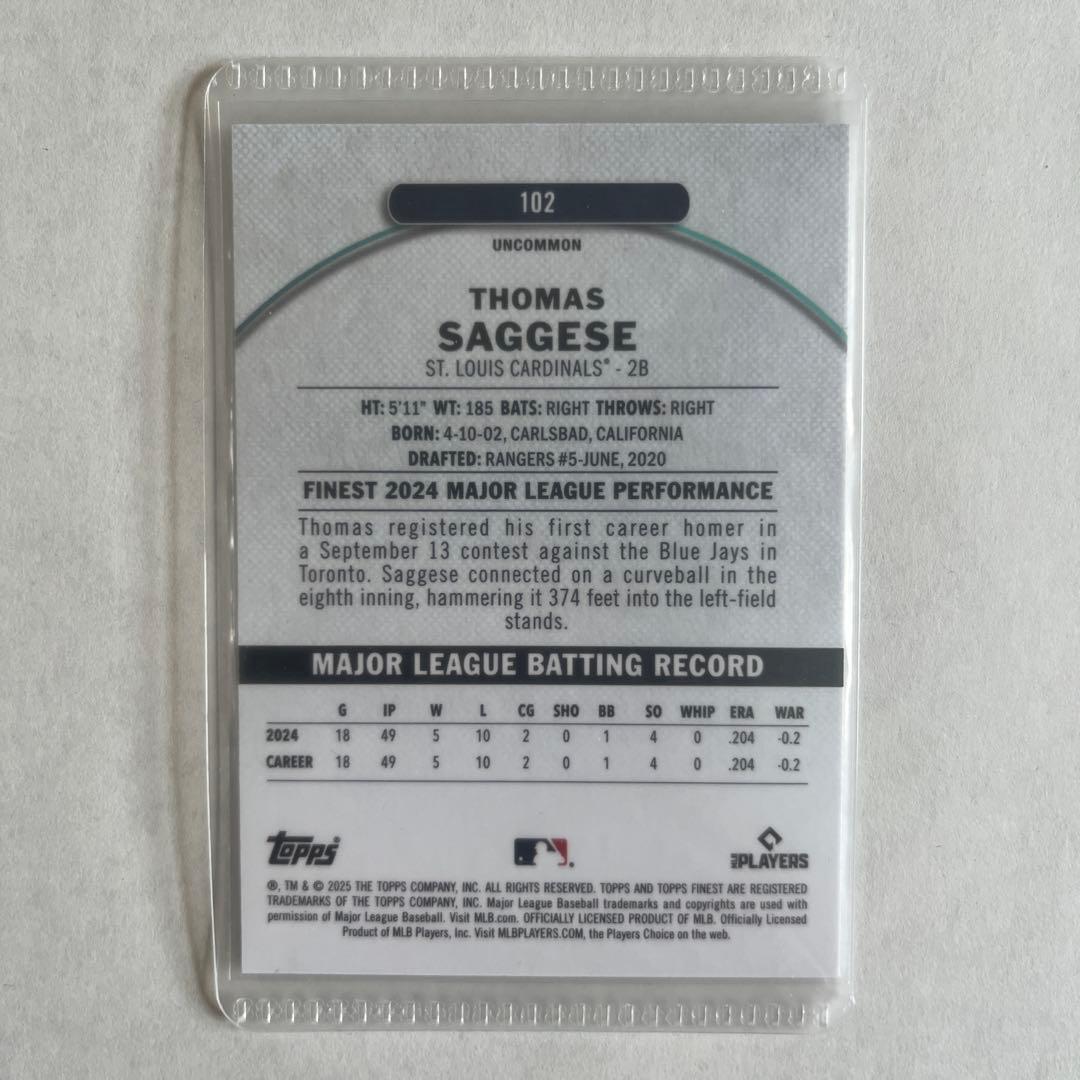 102
UNCOMMON
THOMAS
SAGGESE
ST. LOUIS CARDINALS® - 2B
HT: 5'11" WT: 185 BATS: RIGHT THROWS: RIGHT
BORN: 4-10-02, CARLSBAD, CALIFORNIA
DRAFTED: RANGERS #5-JUNE, 2020
FINEST 2024 MAJOR LEAGUE PERFORMANCE
Thomas registered his first career homer in
a September 13 contest against the Blue Jays in
Toronto. Saggese connected on a curveball in the
eighth inning, hammering it 374 feet into the left-field
stands.
MAJOR LEAGUE BATTING RECORD
G IP W L CG SHO BB SO WHIP ERA WAR
2024 18 49 5 10 2 0 1 4 0 .204 -0.2
CAREER 18 49 5 10 2 0 1 4 0 .204 -0.2
Topps MLB PLAYERS
®, TM & © 2025 THE TOPPS COMPANY, INC. ALL RIGHTS RESERVED. TOPPS AND TOPPS FINEST ARE REGISTERED
TRADEMARKS OF THE TOPPS COMPANY, INC. Major League Baseball trademarks and copyrights are used with
permission of Major League Baseball. Visit MLB.com. OFFICIALLY LICENSED PRODUCT OF MLB. Officially Licensed
Product of MLB Players, Inc. Visit MLBPLAYERS.COM, the Players Choice on the web.